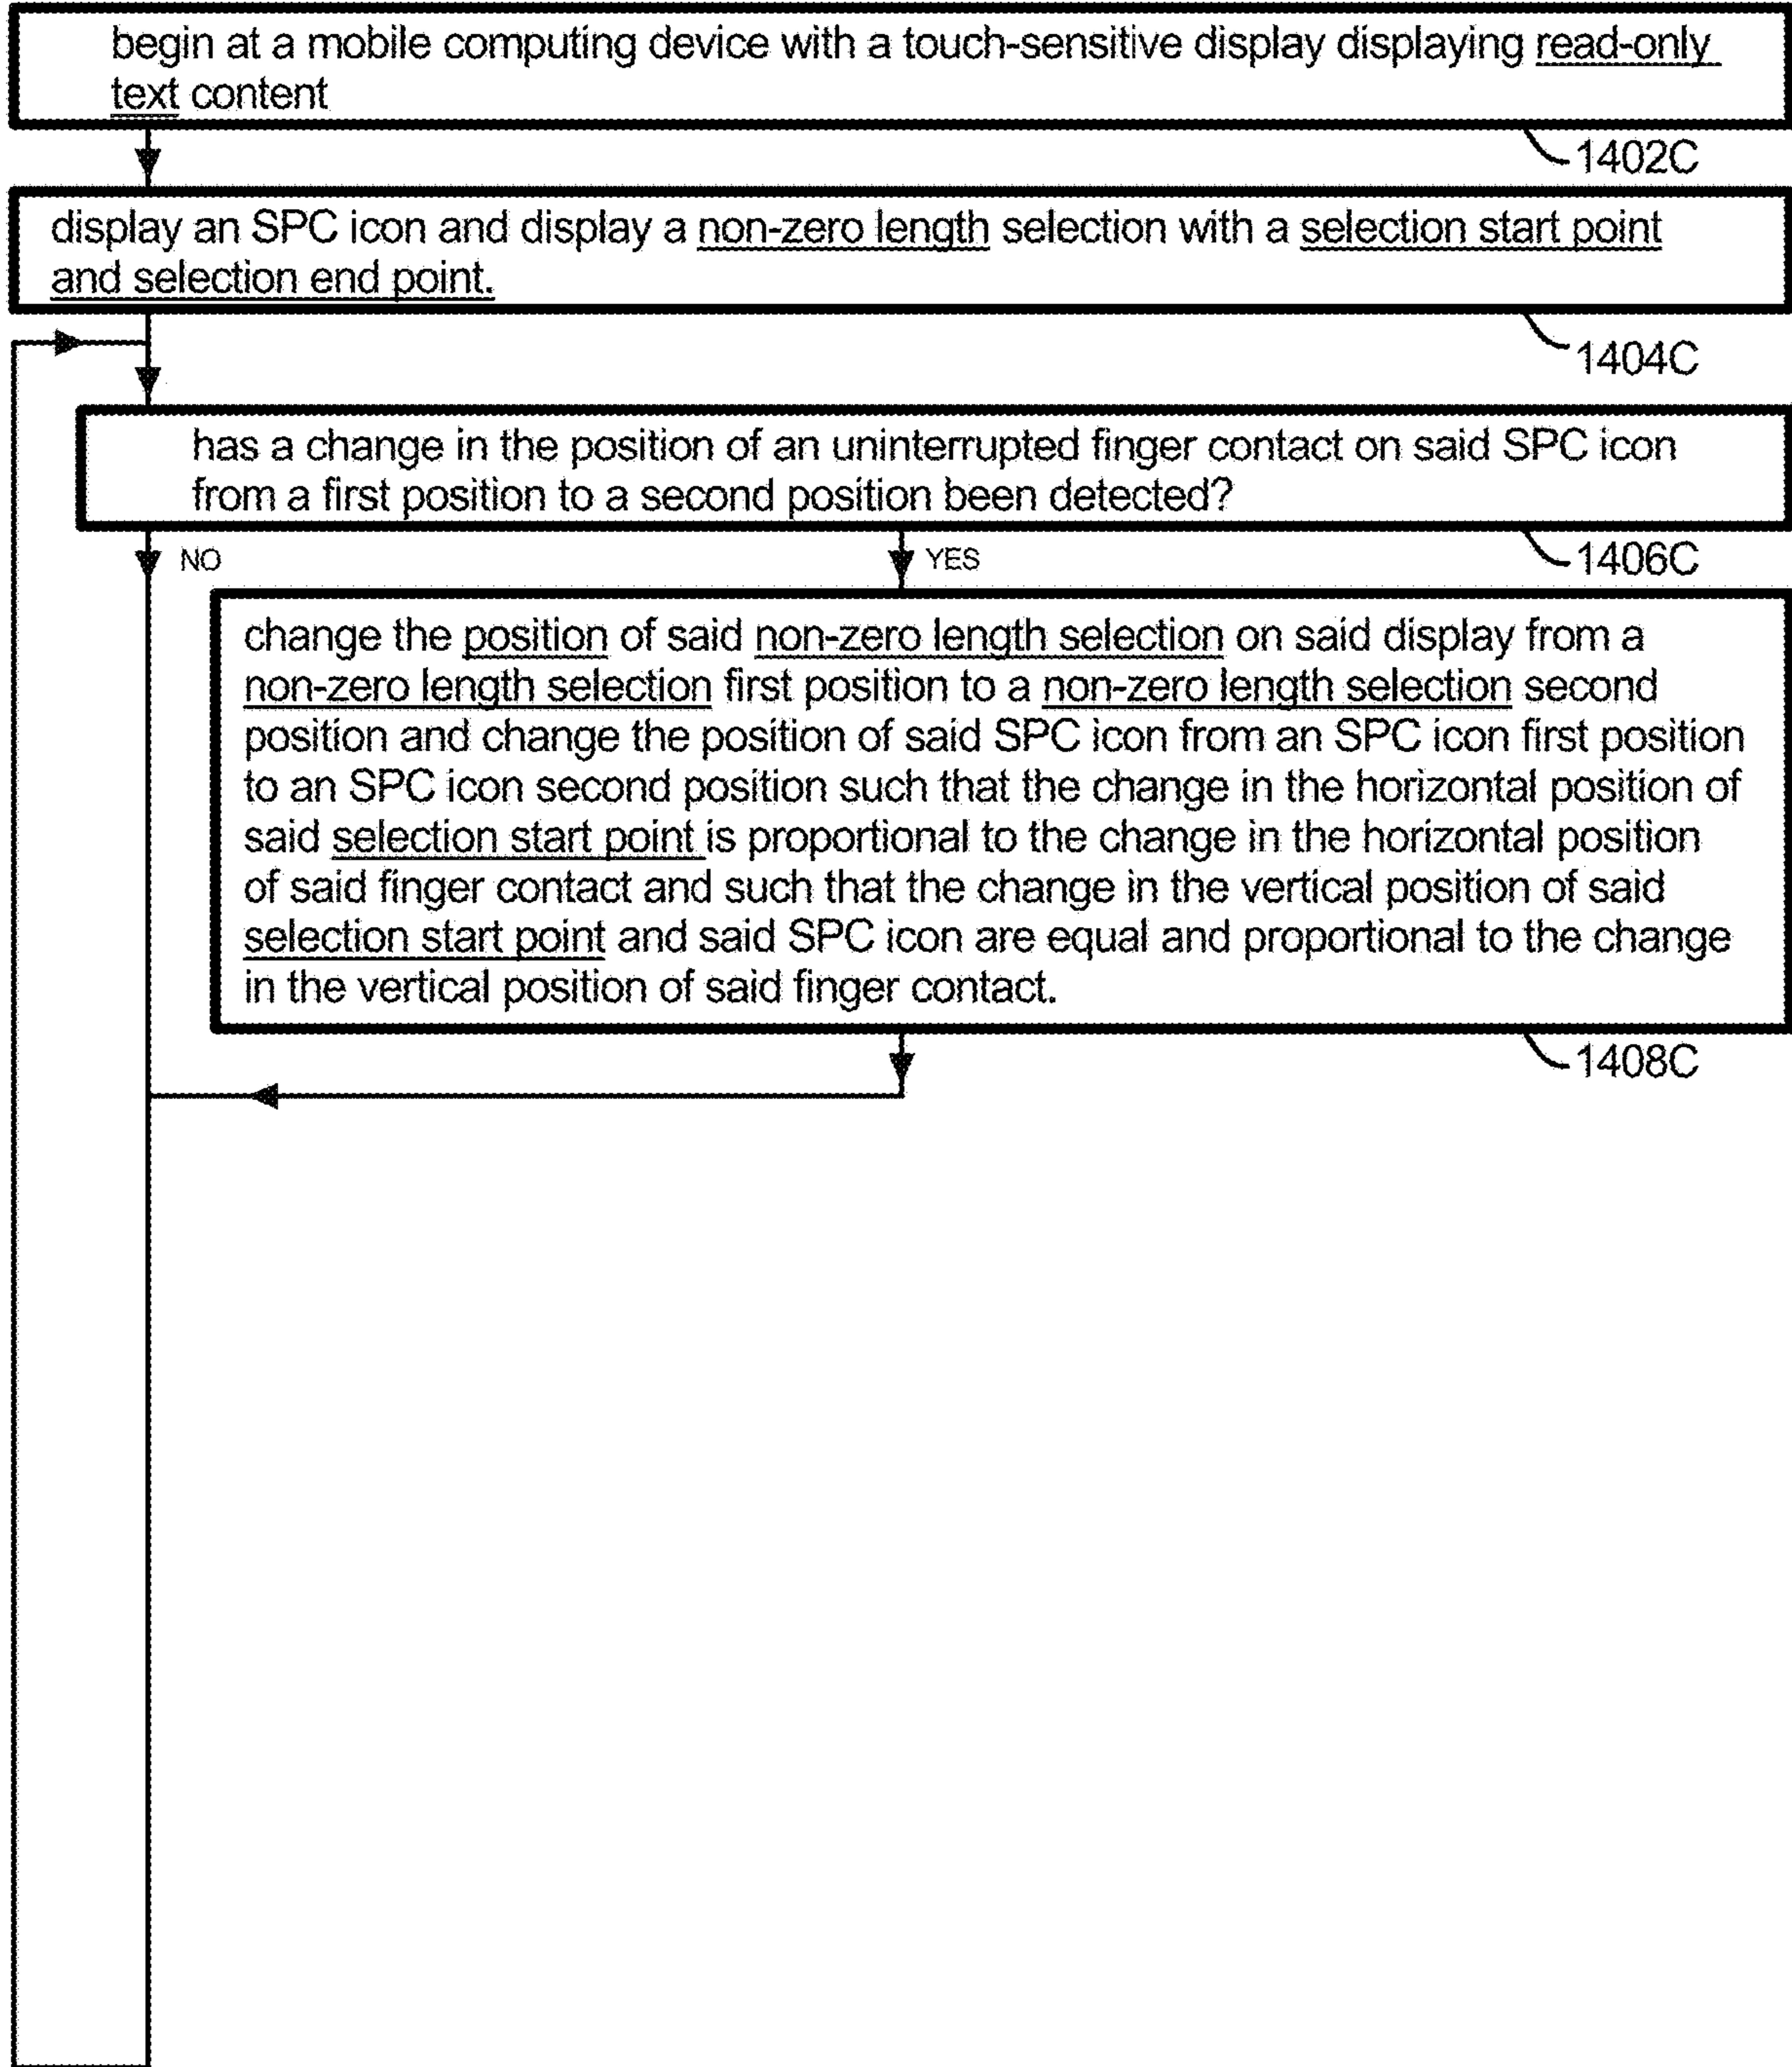 begin at a mobile computing device with a touch-sensitive display displaying read-only
text content
1402C
display an SPC icon and display a non-zero length selection with a selection start point
and selection end point.
1404C
has a change in the position of an uninterrupted finger contact on said SPC icon
from a first position to a second position been detected?
NO
YES
1406C
change the position of said non-zero length selection on said display from a
non-zero length selection first position to a non-zero length selection second
position and change the position of said SPC icon from an SPC icon first position
to an SPC icon second position such that the change in the horizontal position of
said selection start point is proportional to the change in the horizontal position
of said finger contact and such that the change in the vertical position of said
selection start point and said SPC icon are equal and proportional to the change
in the vertical position of said finger contact.
1408C